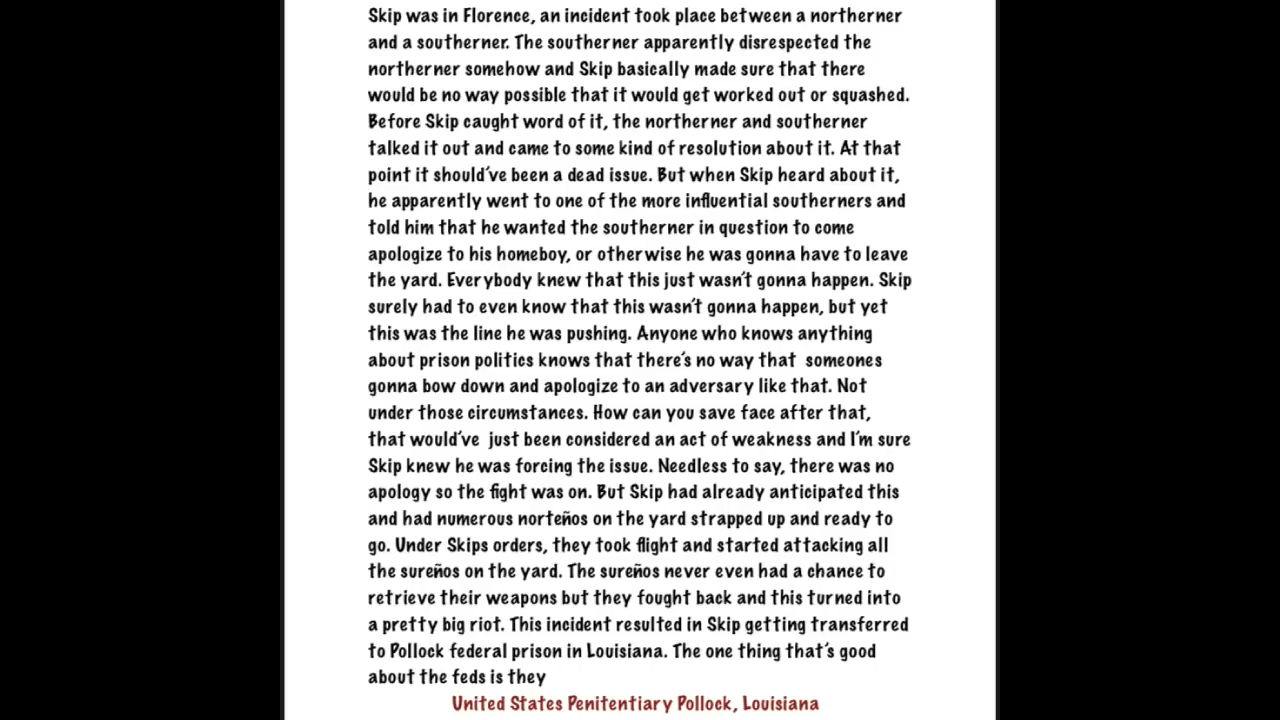 Skip was in Florence, an incident took place between a northerner
and a southerner. The southerner apparently disrespected the
northerner somehow and Skip basically made sure that there
would be no way possible that it would get worked out or squashed.
Before Skip caught word of it, the northerner and southerner
talked it out and came to some kind of resolution about it. At that
point it should've been a dead issue. But when Skip heard about it,
he apparently went to one of the more influential southerners and
told him that he wanted the southerner in question to come
apologize to his homeboy, or otherwise he was gonna have to leave
the yard. Everybody knew that this just wasn't gonna happen. Skip
surely had to even know that this wasn't gonna happen, but yet
this was the line he was pushing. Anyone who knows anything
about prison politics knows that there's no way that someones
gonna bow down and apologize to an adversary like that. Not
under those circumstances. How can you save face after that,
that would've just been considered an act of weakness and I'm sure
Skip knew he was forcing the issue. Needless to say, there was no
apology so the fight was on. But Skip had already anticipated this
and had numerous norteños on the yard strapped up and ready to
go. Under Skips orders, they took flight and started attacking all
the sureños on the yard. The sureños never even had a chance to
retrieve their weapons but they fought back and this turned into
a pretty big riot. This incident resulted in Skip getting transferred
to Pollock federal prison in Louisiana. The one thing that's good
about the feds is they
United States Penitentiary Pollock, Louisiana